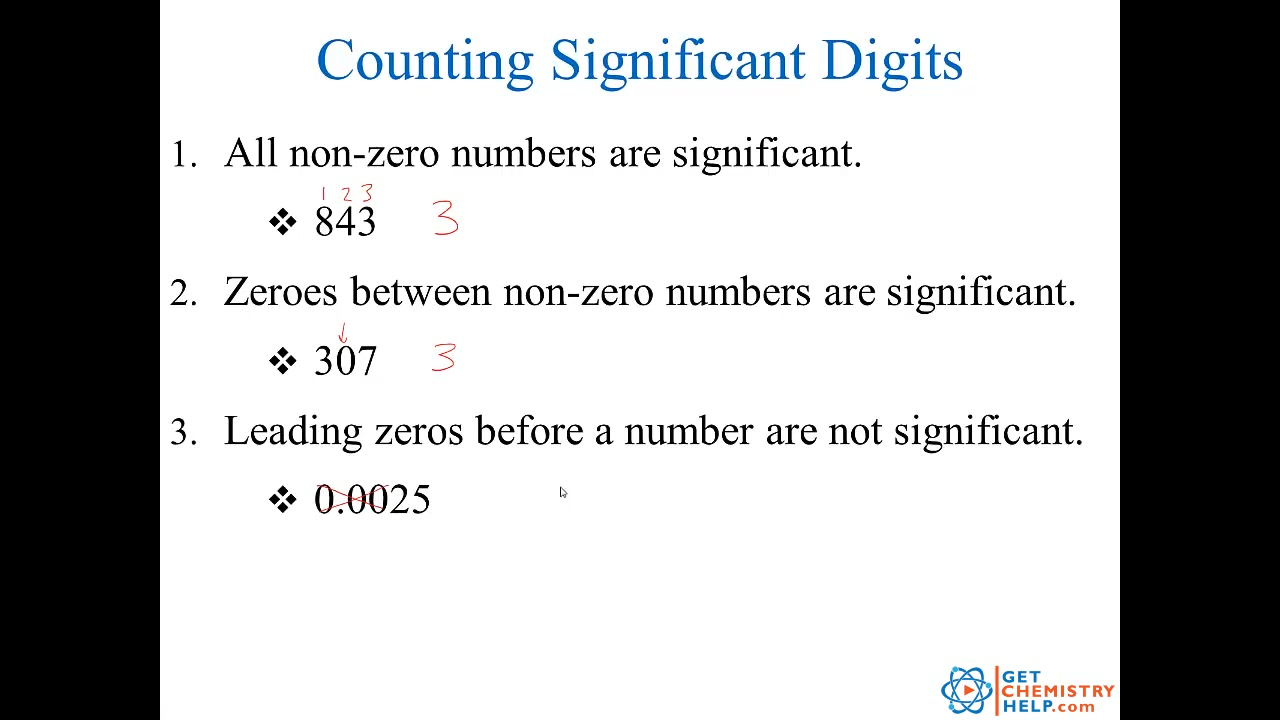 Counting Significant Digits
1. All non-zero numbers are significant.
1 2 3
❖ 843 3
2. Zeroes between non-zero numbers are significant.
❖ 307 3
3. Leading zeros before a number are not significant.
❖ 0.0025
GET
CHEMISTRY
HELP.com